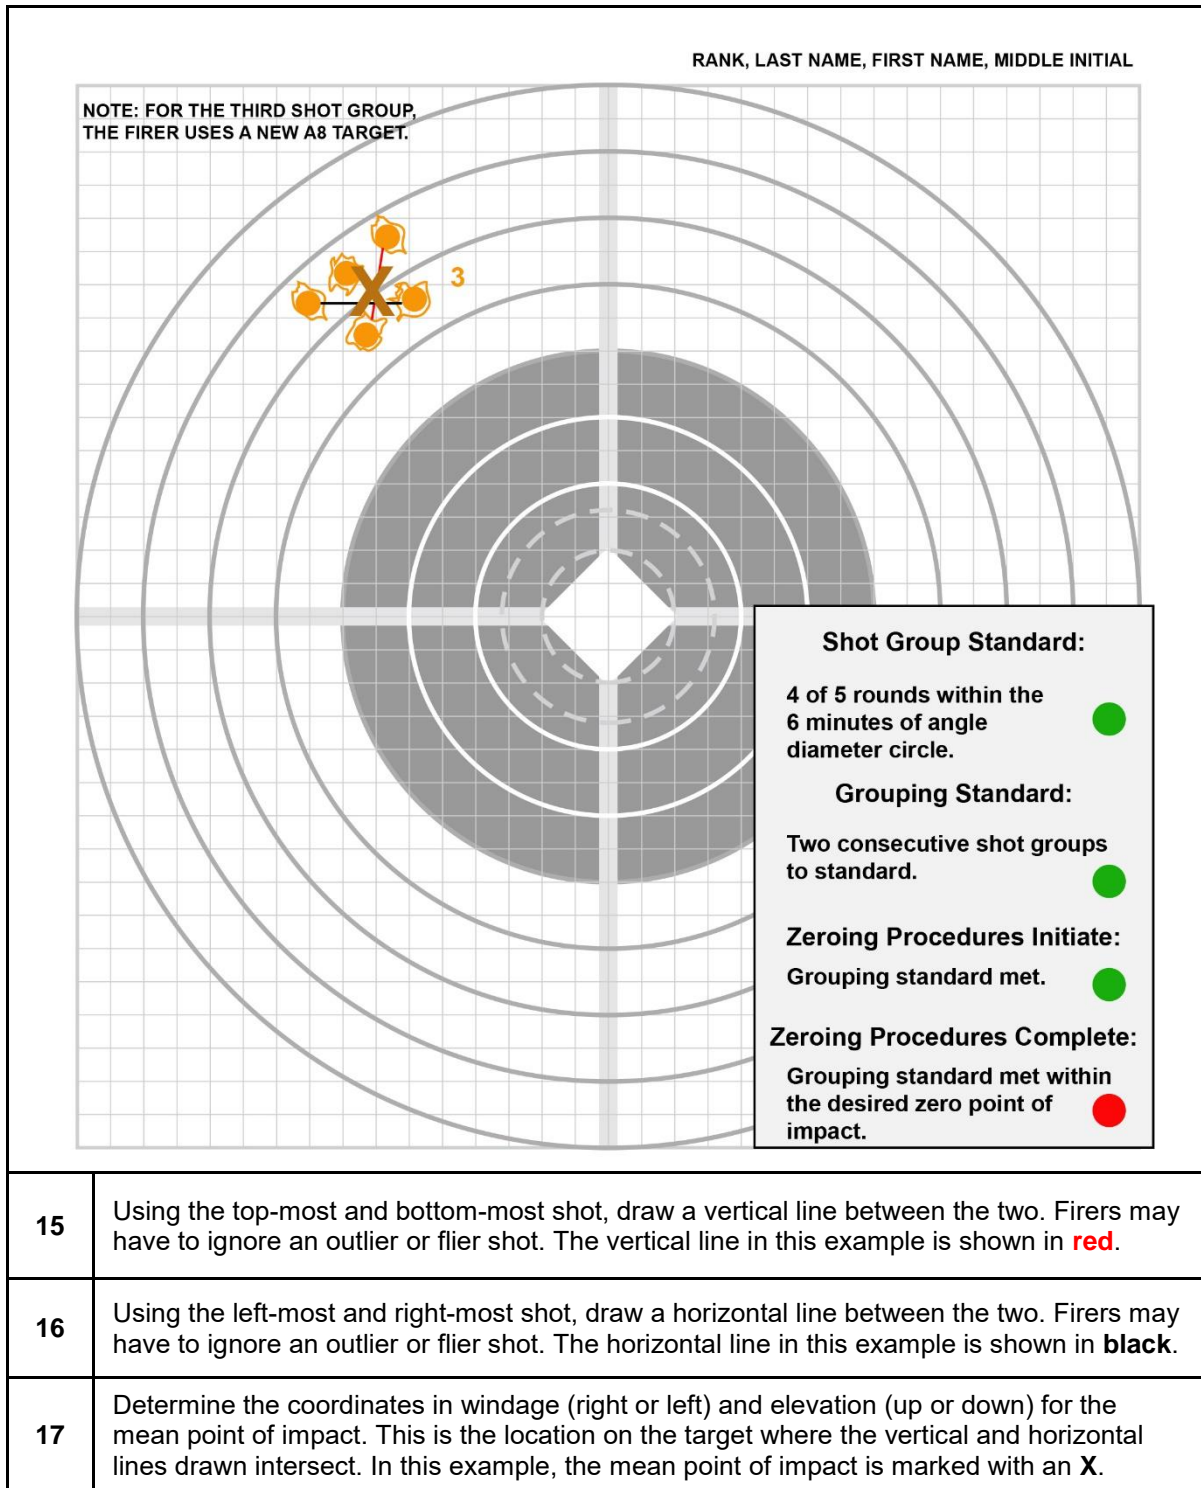 RANK, LAST NAME, FIRST NAME, MIDDLE INITIAL
NOTE: FOR THE THIRD SHOT GROUP,
THE FIRER USES A NEW A8 TARGET.
3
X
Shot Group Standard:
4 of 5 rounds within the
6 minutes of angle
diameter circle.
Grouping Standard:
Two consecutive shot groups
to standard.
Zeroing Procedures Initiate:
Grouping standard met.
Zeroing Procedures Complete:
Grouping standard met within
the desired zero point of
impact.
15
Using the top-most and bottom-most shot, draw a vertical line between the two. Firers may
have to ignore an outlier or flier shot. The vertical line in this example is shown in red.
16
Using the left-most and right-most shot, draw a horizontal line between the two. Firers may
have to ignore an outlier or flier shot. The horizontal line in this example is shown in black.
17
Determine the coordinates in windage (right or left) and elevation (up or down) for the
mean point of impact. This is the location on the target where the vertical and horizontal
lines drawn intersect. In this example, the mean point of impact is marked with an X.